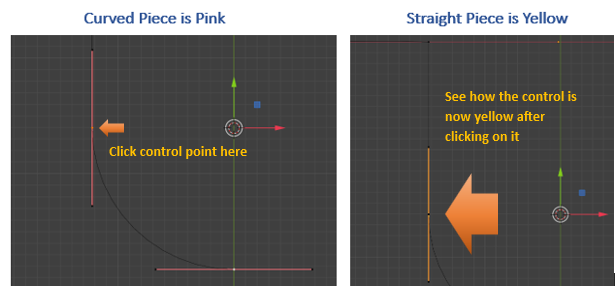 Curved Piece is Pink
Straight Piece is Yellow
Click control point here
See how the control is
now yellow after
clicking on it